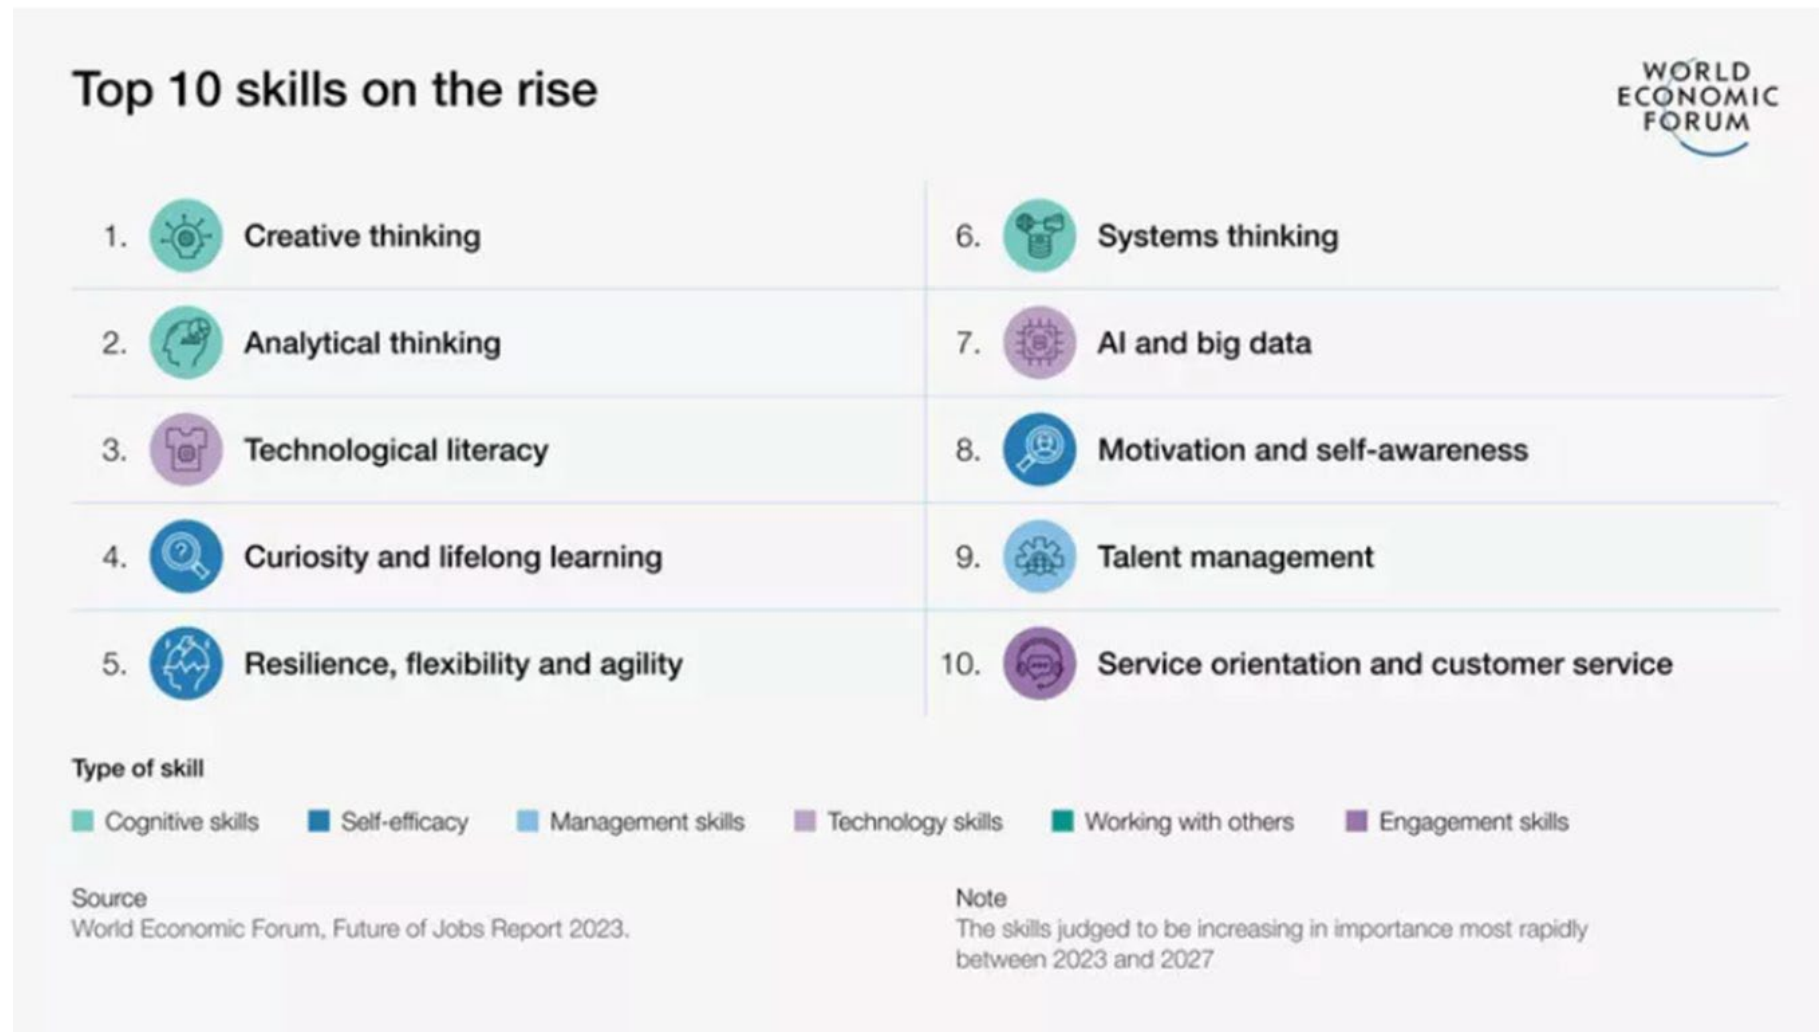 Top 10 skills on the rise
WORLD
ECONOMIC
FORUM
1. Creative thinking
2. Analytical thinking
3. Technological literacy
4. Curiosity and lifelong learning
5. Resilience, flexibility and agility
6. Systems thinking
7. AI and big data
8. Motivation and self-awareness
9. Talent management
10. Service orientation and customer service
Type of skill
Cognitive skills Self-efficacy Management skills Technology skills Working with others Engagement skills
Source
World Economic Forum, Future of Jobs Report 2023.
Note
The skills judged to be increasing in importance most rapidly
between 2023 and 2027